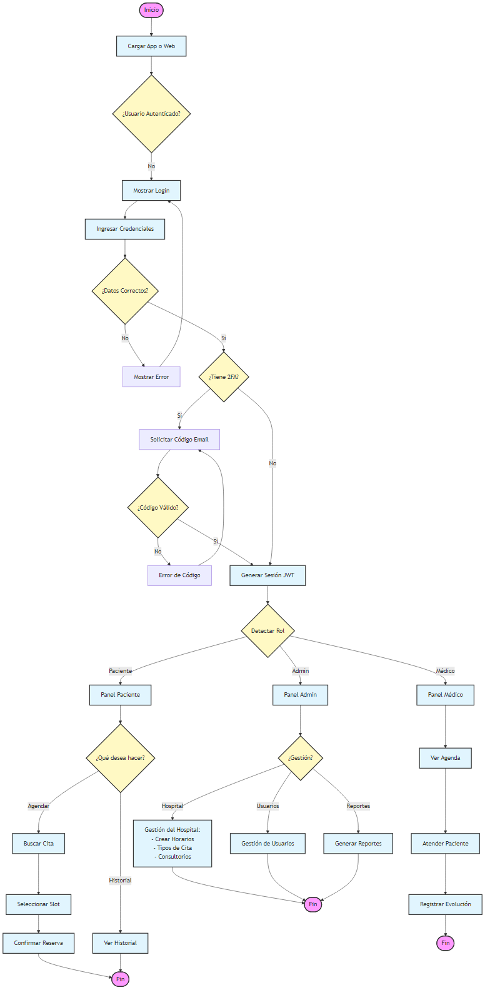 Inicio
Cargar App o Web
¿Usuario Autenticado?
No
Mostrar Login
Ingresar Credenciales
¿Datos Correctos?
No
Sí
Mostrar Error
¿Tiene 2FA?
Sí
Solicitar Código Email
No
¿Código Válido?
Sí
No
Error de Código
Generar Sesión JWT
Detectar Rol
Paciente
Admin
Médico
Panel Paciente
Panel Admin
Panel Médico
¿Qué desea hacer?
¿Gestión?
Ver Agenda
Agendar
Hospital
Usuarios
Reportes
Buscar Cita
Gestión del Hospital:
- Crear Horarios
- Tipos de Cita
- Consultorios
Gestión de Usuarios
Generar Reportes
Atender Paciente
Historial
Seleccionar Slot
Fin
Registrar Evolución
Confirmar Reserva
Ver Historial
Fin
Fin